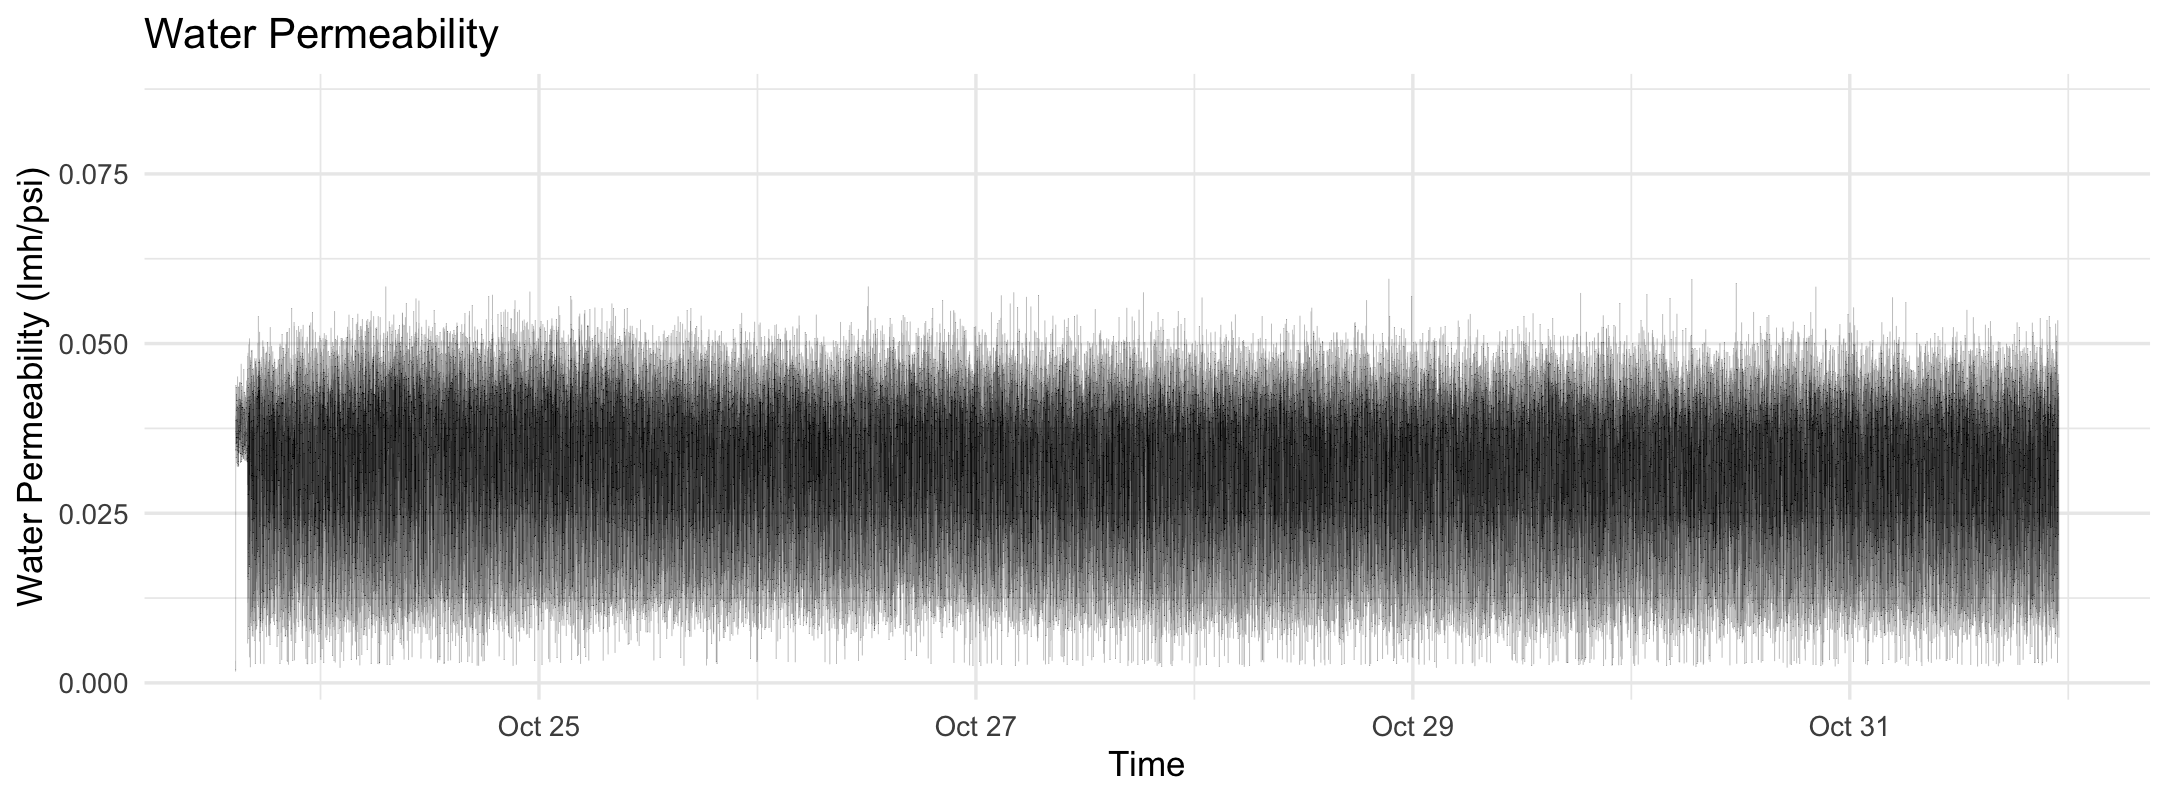 Water Permeability
Water Permeability (lmh/psi)
0.075
0.050
0.025
0.000
Oct 25
Oct 27
Oct 29
Oct 31
Time